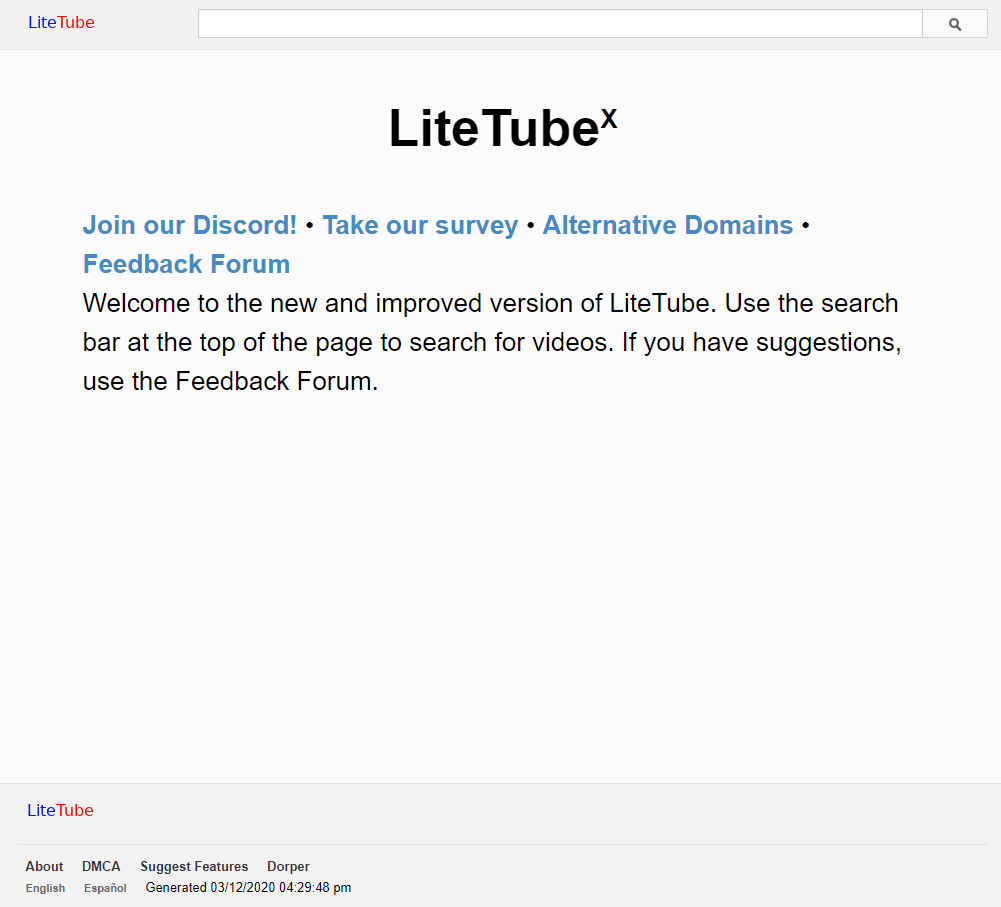 LiteTube
LiteTubeX
Join our Discord! • Take our survey • Alternative Domains •
Feedback Forum
Welcome to the new and improved version of LiteTube. Use the search
bar at the top of the page to search for videos. If you have suggestions,
use the Feedback Forum.
LiteTube
About DMCA Suggest Features Dorper
English Español Generated 03/12/2020 04:29:48 pm